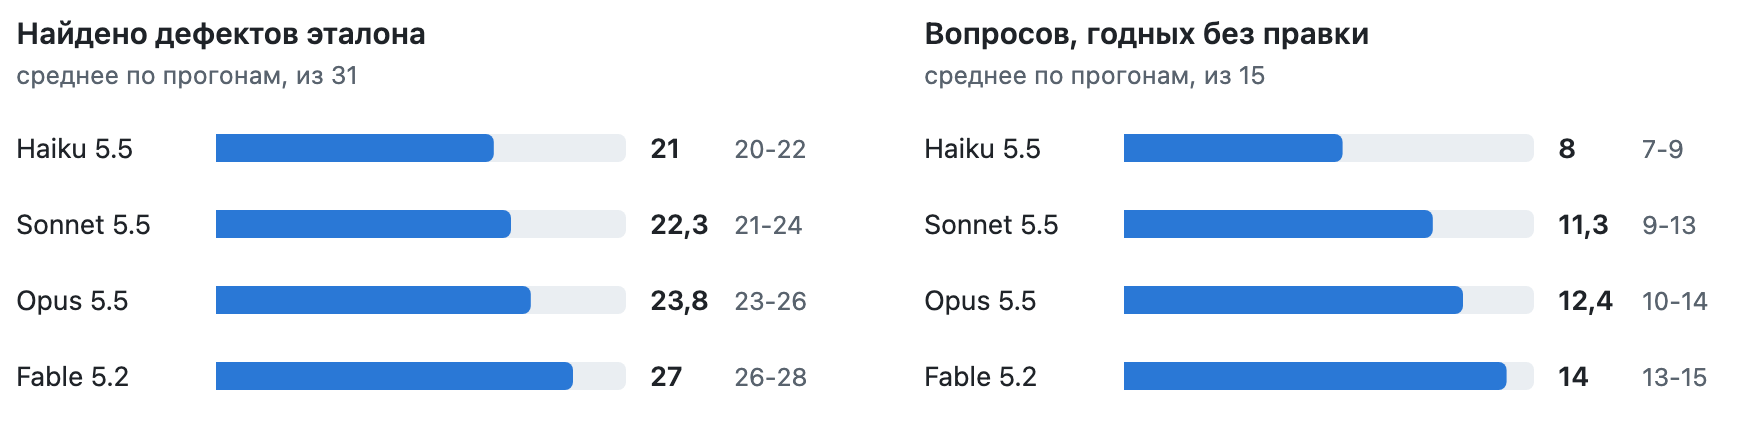 Найдено дефектов эталона
среднее по прогонам, из 31
Haiku 5.5 21 20-22
Sonnet 5.5 22,3 21-24
Opus 5.5 23,8 23-26
Fable 5.2 27 26-28
Вопросов, годных без правки
среднее по прогонам, из 15
Haiku 5.5 8 7-9
Sonnet 5.5 11,3 9-13
Opus 5.5 12,4 10-14
Fable 5.2 14 13-15